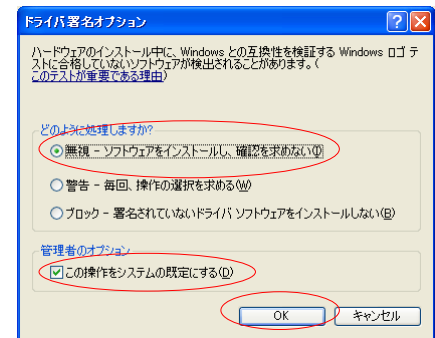 ドライバ署名オプション
ハードウェアのインストール中に、Windows との互換性を検証する Windows ロゴ テ
ストに合格していないソフトウェアが検出されることがあります。(
このテストが重要である理由)
どのように処理しますか?
無視 - ソフトウェアをインストールし、確認を求めない(I)
警告 - 毎回、操作の選択を求める(W)
ブロック - 署名されていないドライバ ソフトウェアをインストールしない(B)
管理者のオプション
この操作をシステムの既定にする(D)
OK
キャンセル